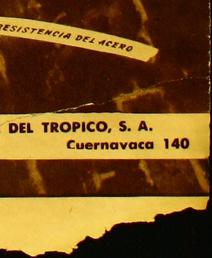 RESISTENCIA DEL ACERO
DEL TROPICO, S. A.
Cuernavaca 140